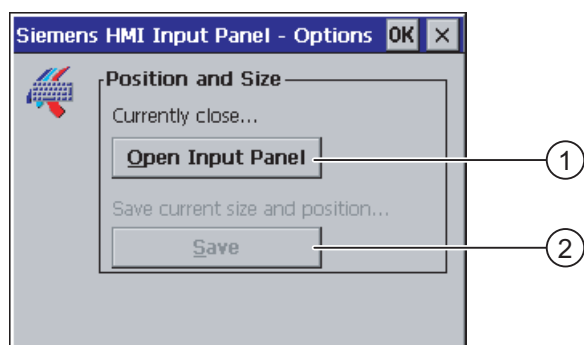 Siemens HMI Input Panel - Options OK ×
Position and Size
Currently close...
Open Input Panel
1
Save current size and position...
Save
2